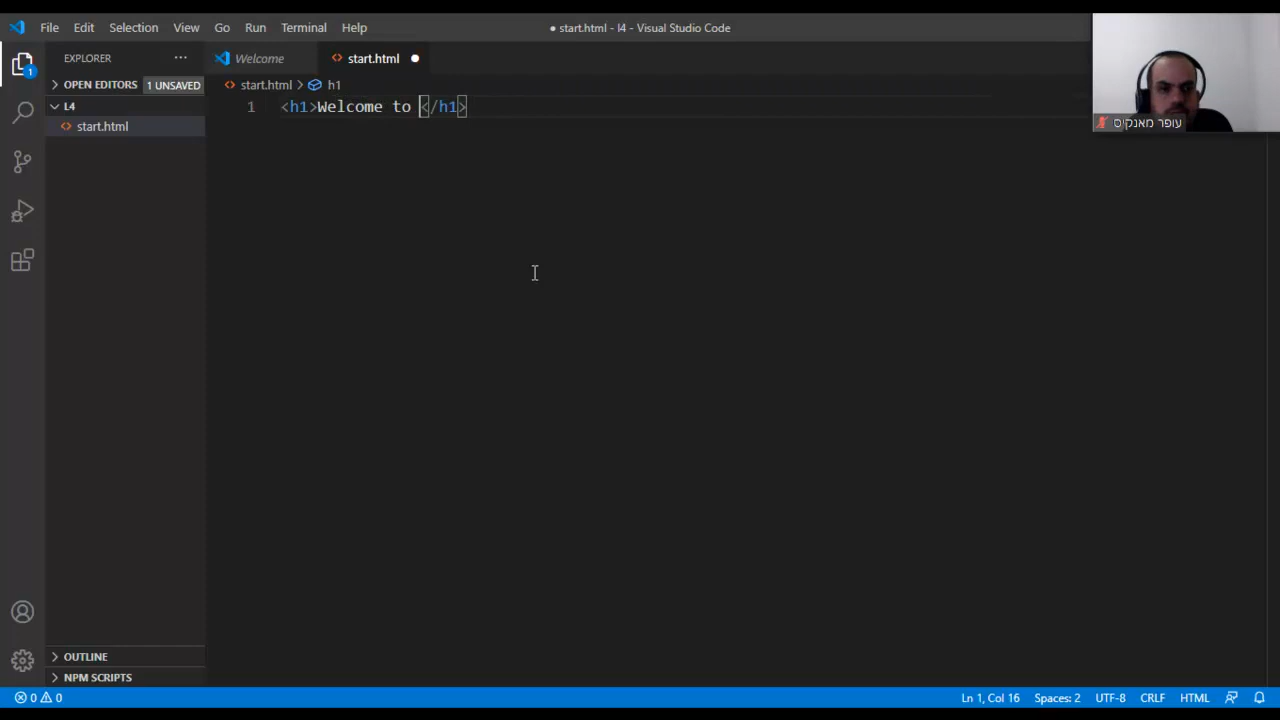 File Edit Selection View Go Run Terminal Help
● start.html - l4 - Visual Studio Code
EXPLORER ···
Welcome
start.html ●
OPEN EDITORS 1 UNSAVED
start.html > h1
L4
1 <h1>Welcome to </h1>
start.html
עופר מאנקיס
1
OUTLINE
NPM SCRIPTS
0 0
Ln 1, Col 16 Spaces: 2 UTF-8 CRLF HTML